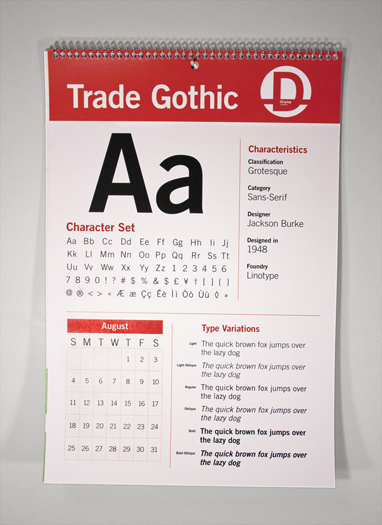 Trade Gothic
D
Display
Aa
Characteristics
Classification
Grotesque
Category
Sans-Serif
Designer
Jackson Burke
Designed in
1948
Foundry
Linotype
Character Set
Aa Bb Cc Dd Ee Ff Gg Hh Ii Jj
Kk Ll Mm Nn Oo Pp Qq Rr Ss Tt
Uu Vv Ww Xx Yy Zz 1 2 3 4 5 6
7 8 9 0 ! ? # $ % & $ £ ¥ † [ ] ( )
@ ® < > « Æ æ Çç Êê Ìì Öö Üü ◊ »
August
S M T W T F S
1 2 3
4 5 6 7 8 9 10
11 12 13 14 15 16 17
18 19 20 21 22 23 24
25 26 27 28 29 30 31
Type Variations
Light The quick brown fox jumps over
the lazy dog
Light Oblique The quick brown fox jumps over
the lazy dog
Regular The quick brown fox jumps over
the lazy dog
Oblique The quick brown fox jumps over
the lazy dog
Bold The quick brown fox jumps over
the lazy dog
Bold Oblique The quick brown fox jumps over
the lazy dog